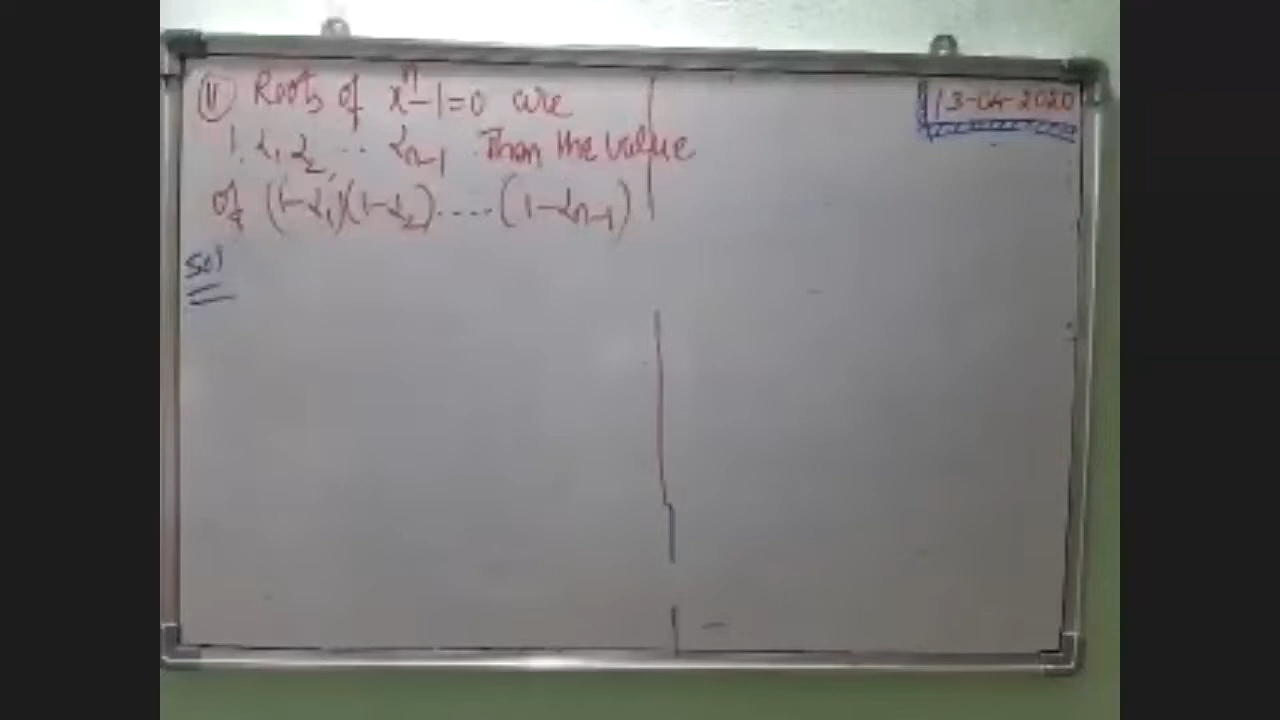 11 Roots of xⁿ-1=0 are
1, α₁, α₂, .. αₙ₋₁. Then the value
of (1-α₁)(1-α₂)....(1-αₙ₋₁)
13-04-2020
Sol